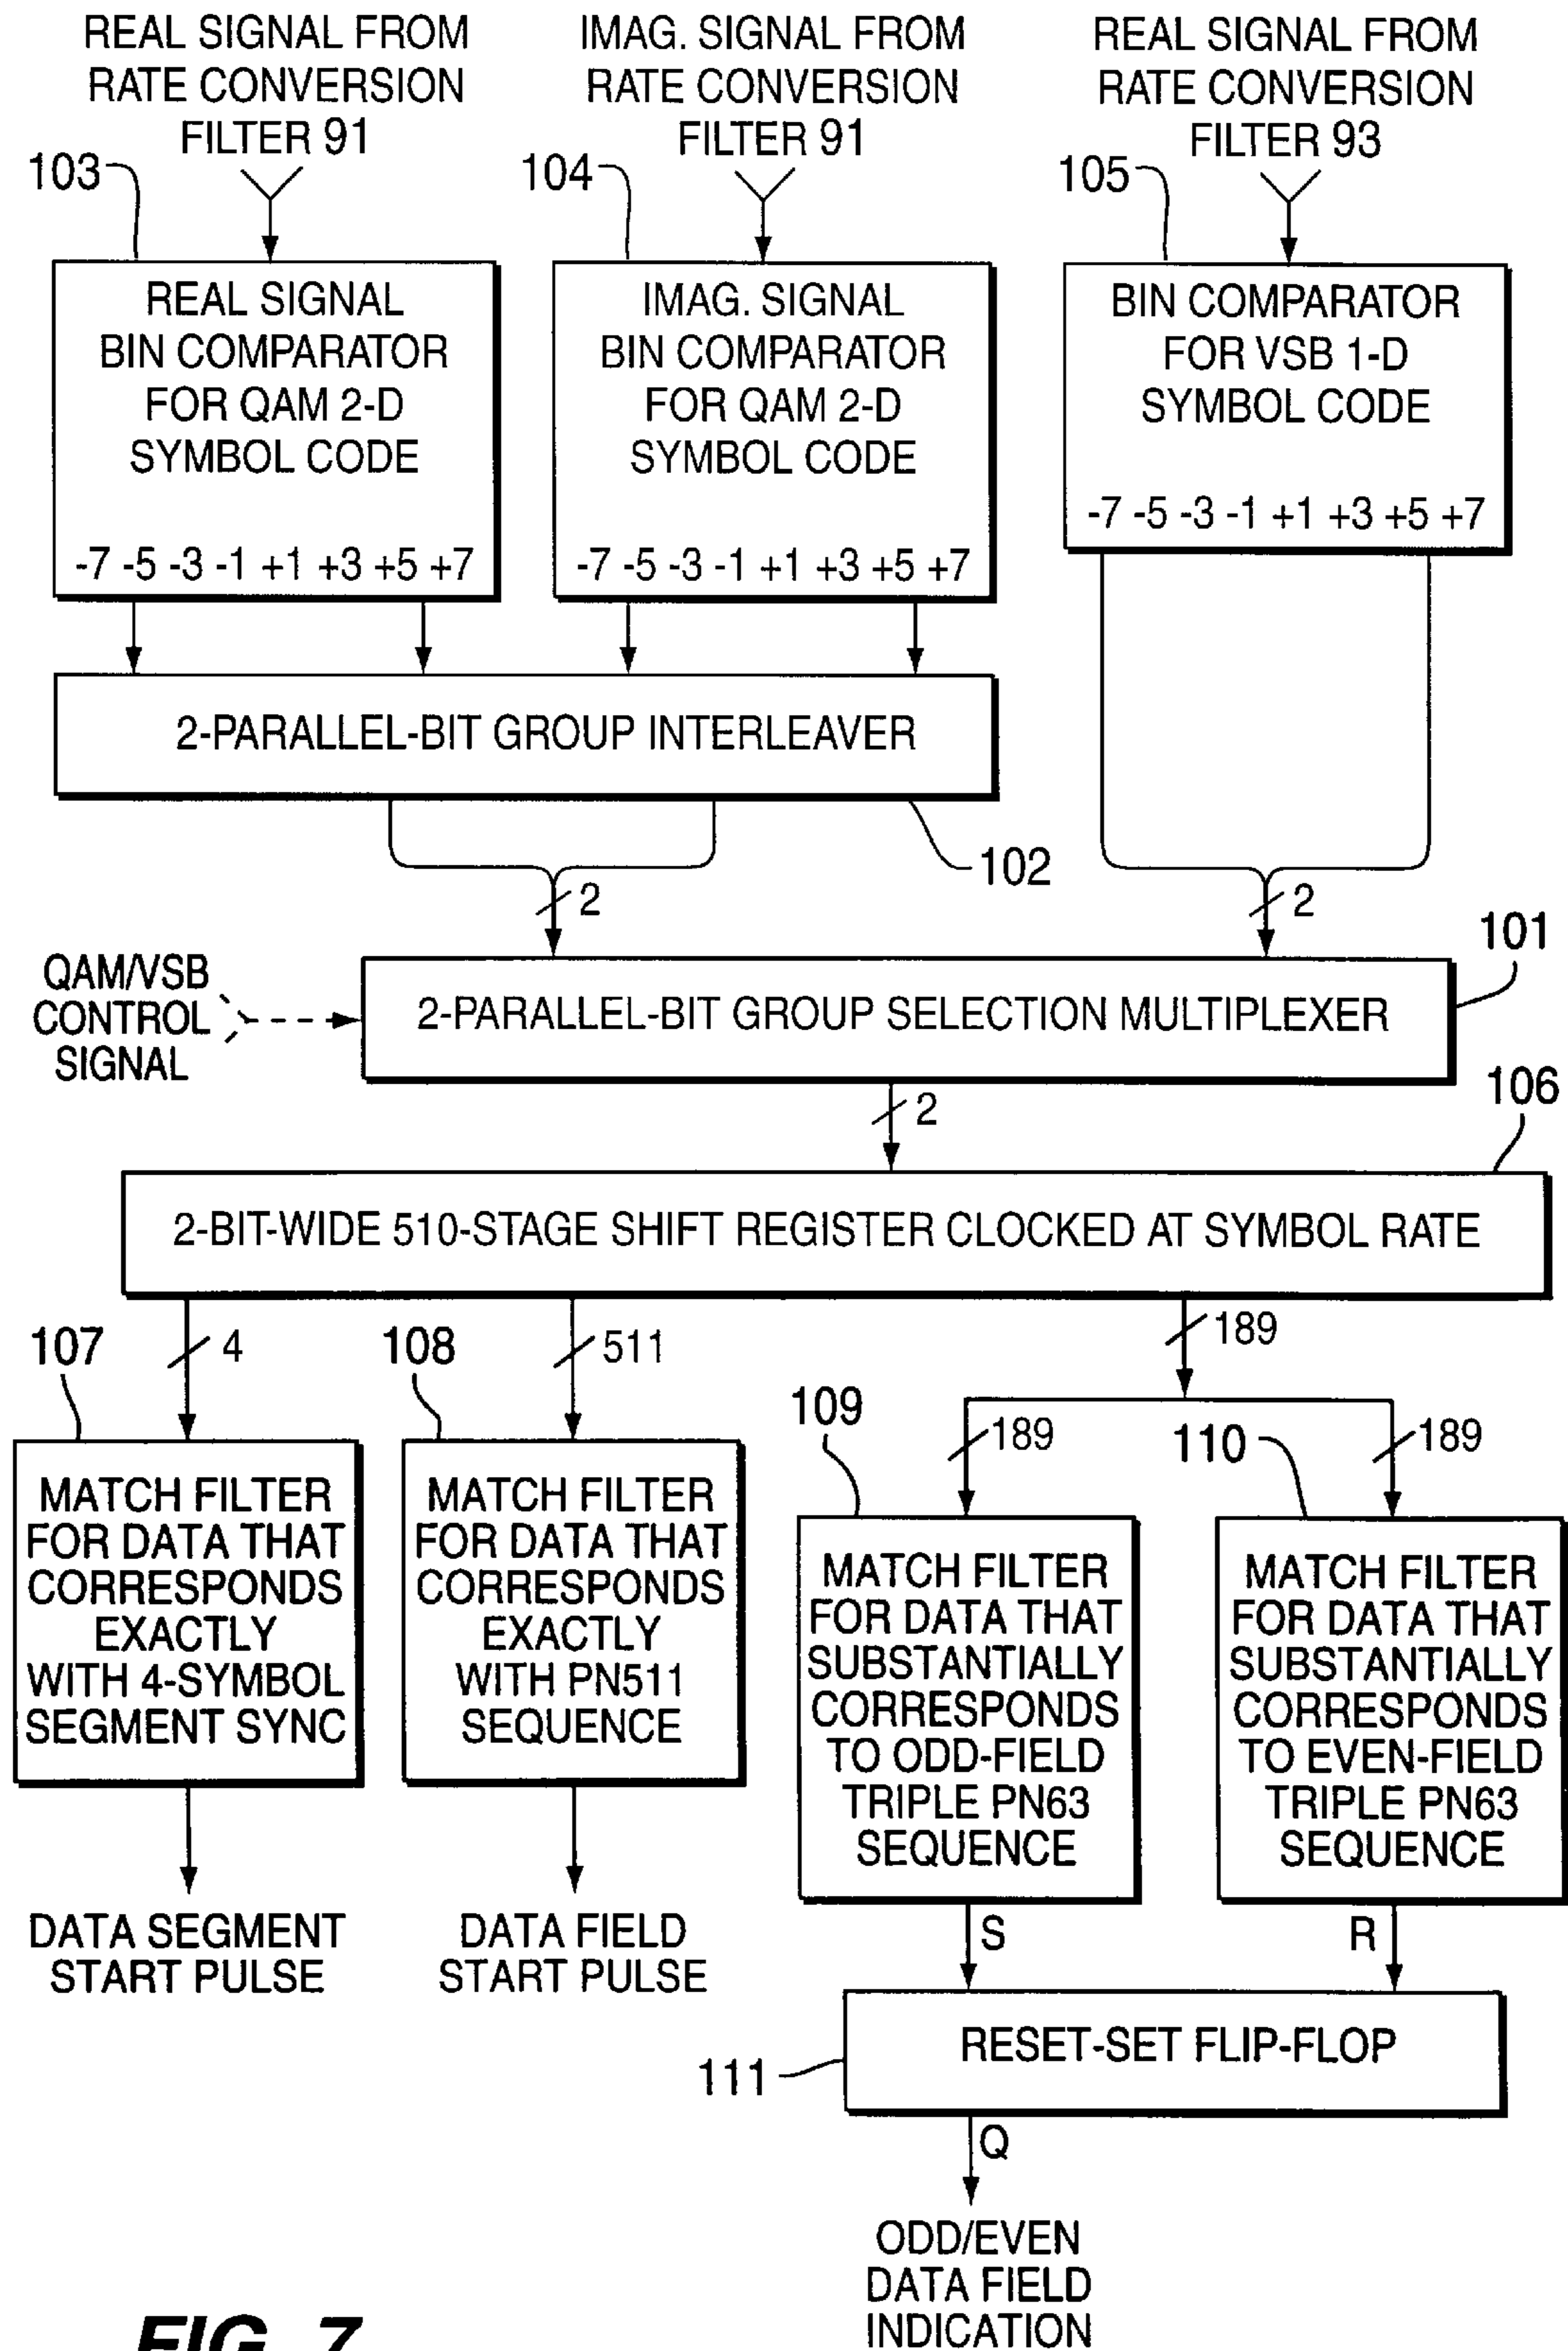 REAL SIGNAL FROM
RATE CONVERSION
FILTER 91
IMAG. SIGNAL FROM
RATE CONVERSION
FILTER 91
REAL SIGNAL FROM
RATE CONVERSION
FILTER 93
103
104
105
REAL SIGNAL
BIN COMPARATOR
FOR QAM 2-D
SYMBOL CODE
-7 -5 -3 -1 +1 +3 +5 +7
IMAG. SIGNAL
BIN COMPARATOR
FOR QAM 2-D
SYMBOL CODE
-7 -5 -3 -1 +1 +3 +5 +7
BIN COMPARATOR
FOR VSB 1-D
SYMBOL CODE
-7 -5 -3 -1 +1 +3 +5 +7
2-PARALLEL-BIT GROUP INTERLEAVER
102
2
2
101
QAM/VSB
CONTROL
SIGNAL
2-PARALLEL-BIT GROUP SELECTION MULTIPLEXER
2
106
2-BIT-WIDE 510-STAGE SHIFT REGISTER CLOCKED AT SYMBOL RATE
107
4
108
511
189
109
189
110
189
MATCH FILTER
FOR DATA THAT
CORRESPONDS
EXACTLY
WITH 4-SYMBOL
SEGMENT SYNC
MATCH FILTER
FOR DATA THAT
CORRESPONDS
EXACTLY
WITH PN511
SEQUENCE
MATCH FILTER
FOR DATA THAT
SUBSTANTIALLY
CORRESPONDS
TO ODD-FIELD
TRIPLE PN63
SEQUENCE
MATCH FILTER
FOR DATA THAT
SUBSTANTIALLY
CORRESPONDS
TO EVEN-FIELD
TRIPLE PN63
SEQUENCE
DATA SEGMENT
START PULSE
DATA FIELD
START PULSE
S
R
RESET-SET FLIP-FLOP
111
Q
ODD/EVEN
DATA FIELD
INDICATION
FIG. 7